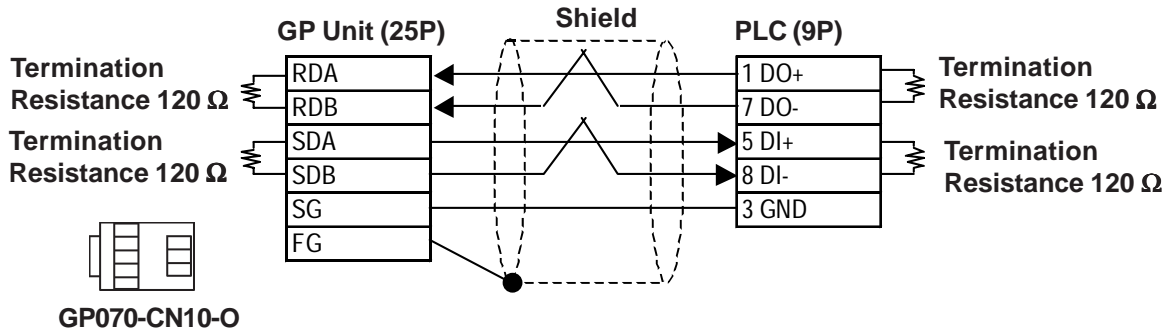 Shield
GP Unit (25P)
PLC (9P)
Termination
Resistance 120 Ω
RDA
RDB
1 DO+
7 DO-
Termination
Resistance 120 Ω
Termination
Resistance 120 Ω
SDA
SDB
5 DI+
8 DI-
Termination
Resistance 120 Ω
SG
3 GND
FG
GP070-CN10-O